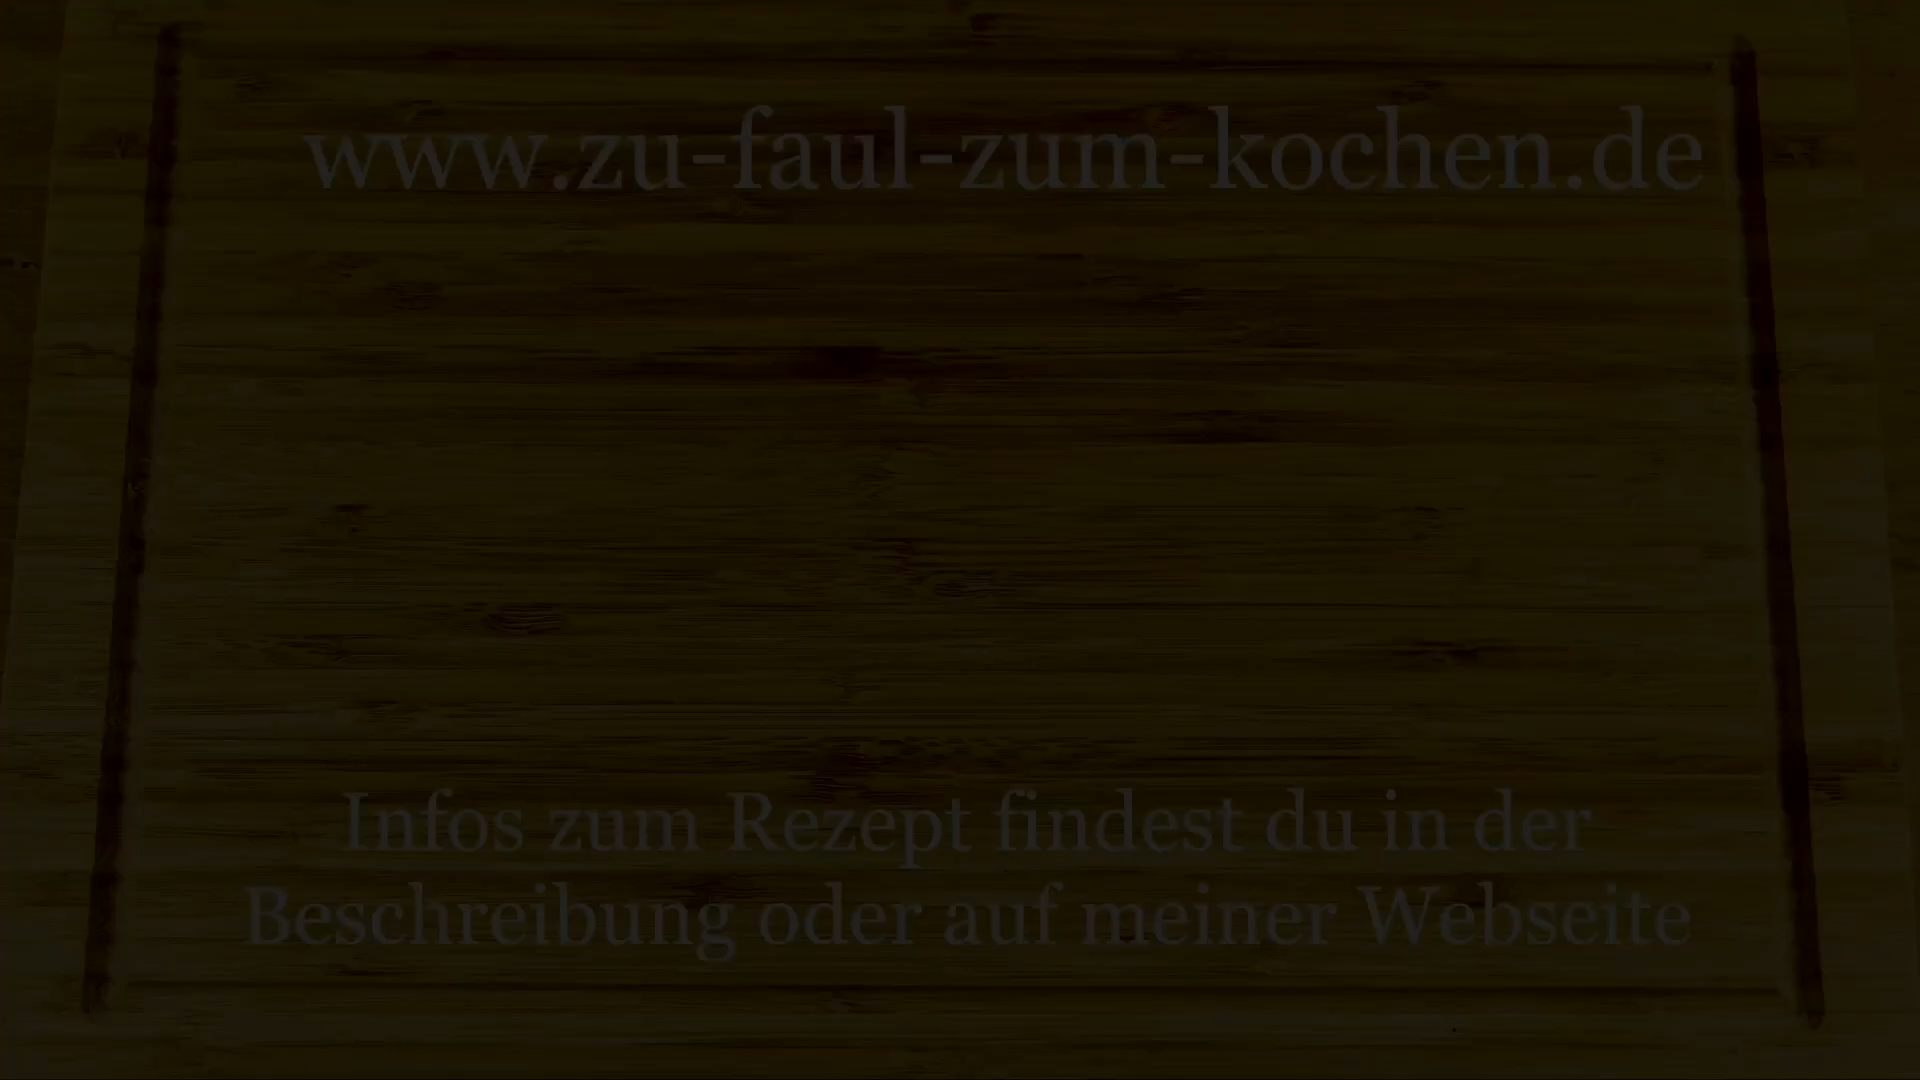 www.zu-faul-zum-kochen.de
Infos zum Rezept findest du in der
Beschreibung oder auf meiner Webseite